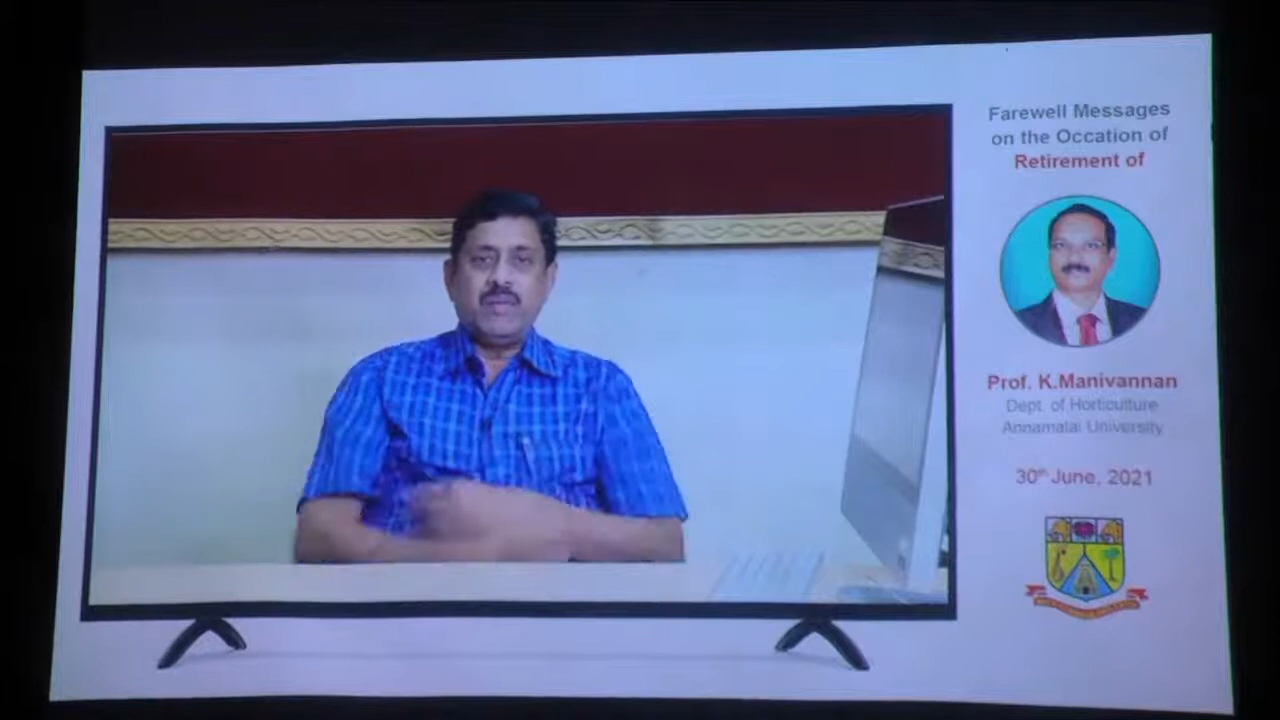 Farewell Messages
on the Occation of
Retirement of
Prof. K.Manivannan
Dept. of Horticulture
Annamalai University
30th June, 2021